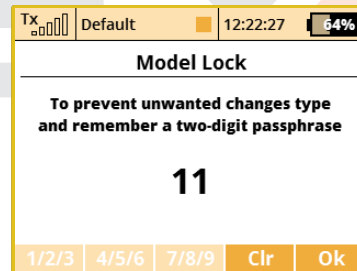 Tx Default 12:22:27 64%
Model Lock
To prevent unwanted changes type
and remember a two-digit passphrase
11
1/2/3 4/5/6 7/8/9 Clr Ok